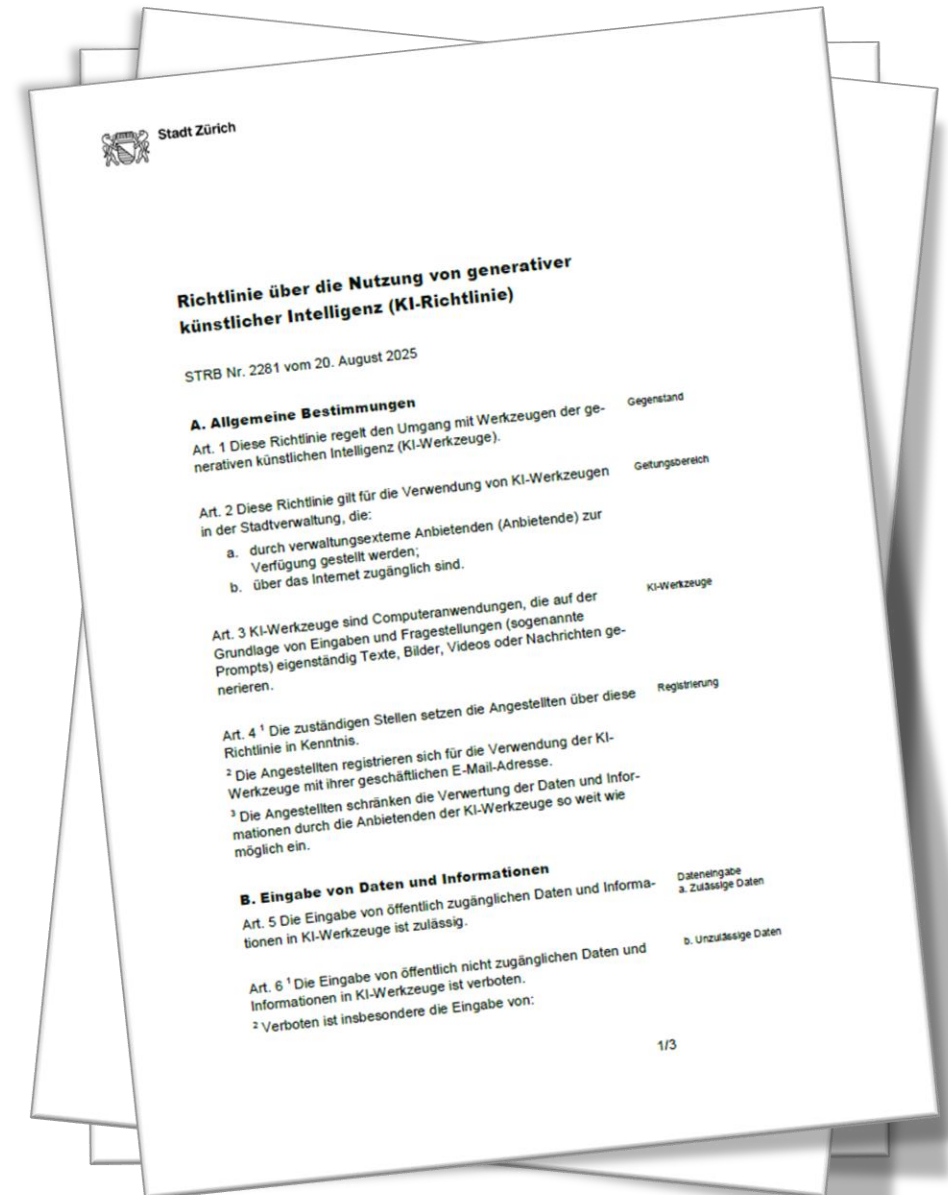 Stadt Zürich
Richtlinie über die Nutzung von generativer
künstlicher Intelligenz (KI-Richtlinie)
STRB Nr. 2281 vom 20. August 2025
A. Allgemeine Bestimmungen
Art. 1 Diese Richtlinie regelt den Umgang mit Werkzeugen der ge-
nerativen künstlichen Intelligenz (KI-Werkzeuge).
Gegenstand
Art. 2 Diese Richtlinie gilt für die Verwendung von KI-Werkzeugen
in der Stadtverwaltung, die:
Geltungsbereich
a. durch verwaltungsexterne Anbietenden (Anbietende) zur
Verfügung gestellt werden;
b. über das Internet zugänglich sind.
Art. 3 KI-Werkzeuge sind Computeranwendungen, die auf der
Grundlage von Eingaben und Fragestellungen (sogenannte
Prompts) eigenständig Texte, Bilder, Videos oder Nachrichten ge-
nerieren.
KI-Werkzeuge
Art. 4 ¹ Die zuständigen Stellen setzen die Angestellten über diese
Richtlinie in Kenntnis.
Registrierung
² Die Angestellten registrieren sich für die Verwendung der KI-
Werkzeuge mit ihrer geschäftlichen E-Mail-Adresse.
³ Die Angestellten schränken die Verwertung der Daten und Infor-
mationen durch die Anbietenden der KI-Werkzeuge so weit wie
möglich ein.
B. Eingabe von Daten und Informationen
Art. 5 Die Eingabe von öffentlich zugänglichen Daten und Informa-
tionen in KI-Werkzeuge ist zulässig.
Dateneingabe
a. Zulässige Daten
Art. 6 ¹ Die Eingabe von öffentlich nicht zugänglichen Daten und
Informationen in KI-Werkzeuge ist verboten.
b. Unzulässige Daten
² Verboten ist insbesondere die Eingabe von:
1/3